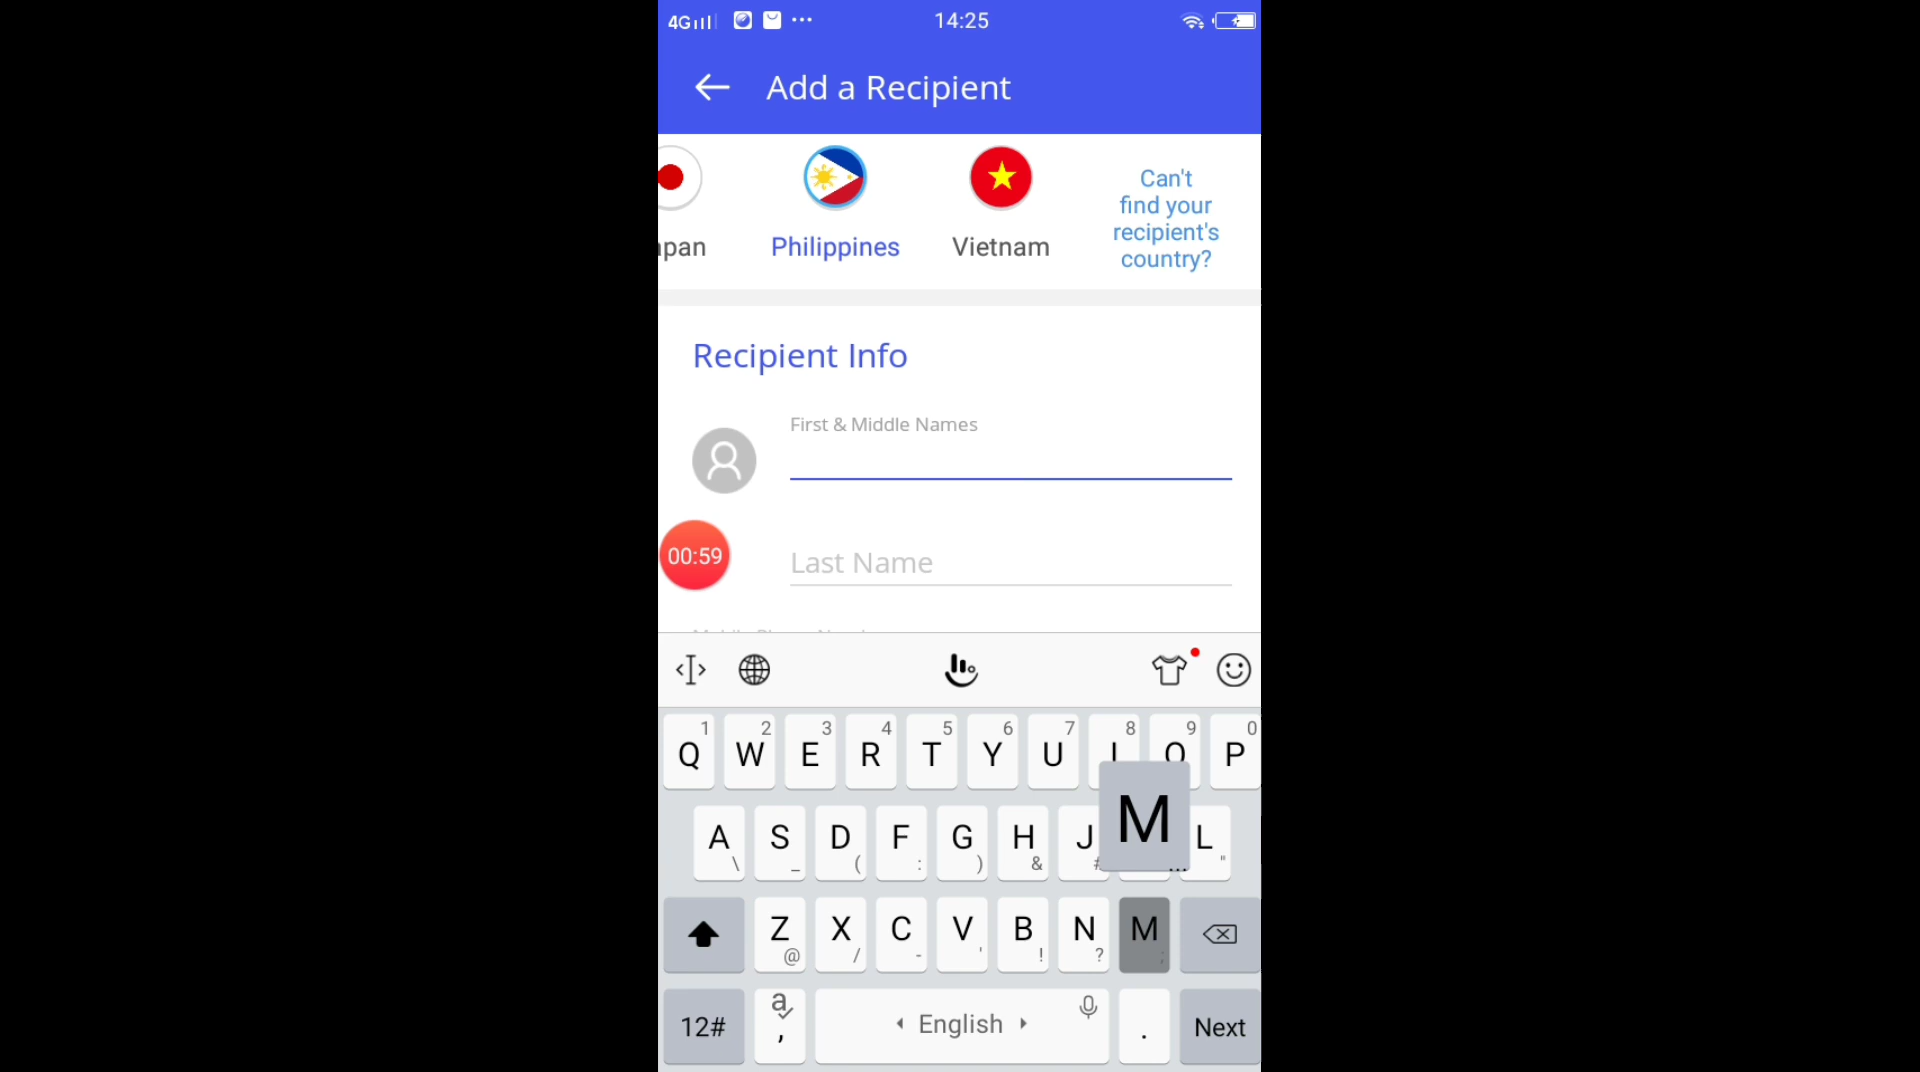 4G 14:25
Add a Recipient
Philippines
Vietnam
Can't
find your
recipient's
country?
Recipient Info
First & Middle Names
00:59
Last Name
1 2 3 4 5 6 7 8 9 0
Q W E R T Y U I O P
M
A S D F G H J L
\ _ ( : ) & # "
Z X C V B N M
@ / - ' ! ? ;
12# , English . Next